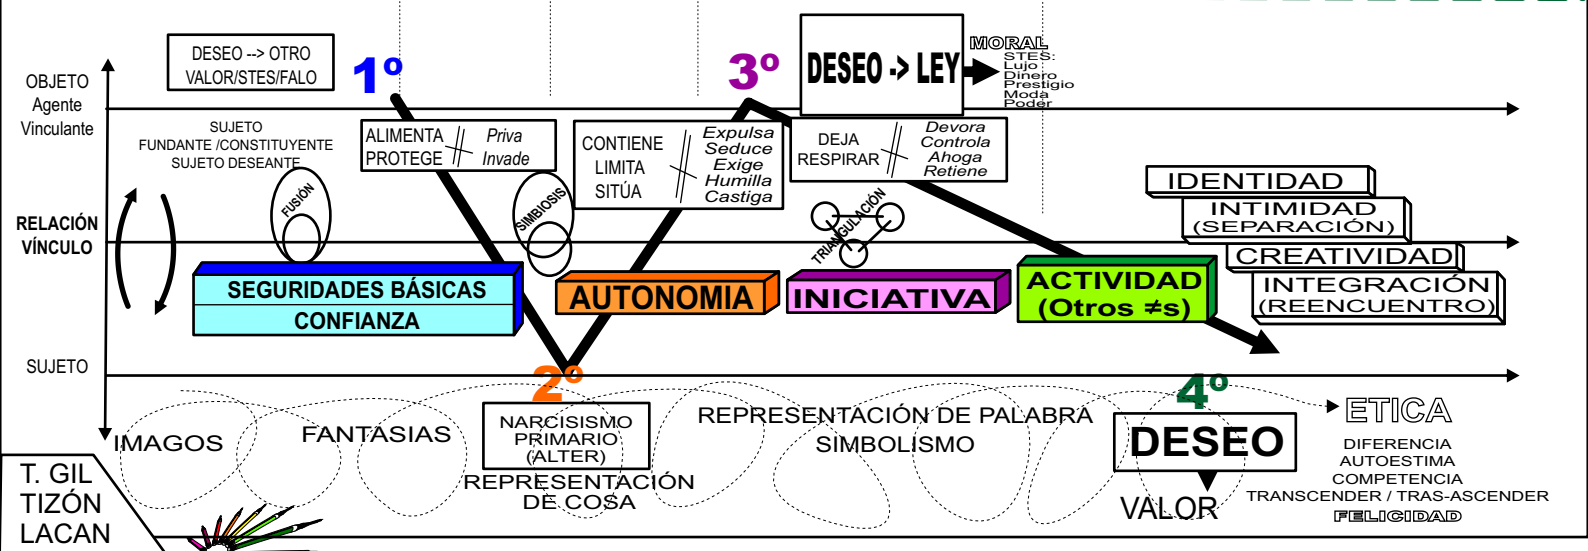 DESEO --> OTRO
VALOR/STES/FALO
1º
3º
DESEO -> LEY
MORAL
STES:
Lujo
Dinero
Prestigio
Moda
Poder
OBJETO
Agente
Vinculante
SUJETO
FUNDANTE /CONSTITUYENTE
SUJETO DESEANTE
ALIMENTA
PROTEGE
Priva
Invade
CONTIENE
LIMITA
SITÚA
Expulsa
Seduce
Exige
Humilla
Castiga
DEJA
RESPIRAR
Devora
Controla
Ahoga
Retiene
RELACIÓN
VÍNCULO
FUSIÓN
SIMBIOSIS
TRIANGULACIÓN
IDENTIDAD
INTIMIDAD
(SEPARACIÓN)
CREATIVIDAD
INTEGRACIÓN
(REENCUENTRO)
SEGURIDADES BÁSICAS
CONFIANZA
AUTONOMIA
INICIATIVA
ACTIVIDAD
(Otros ≠s)
SUJETO
2º
4º
IMAGOS
FANTASIAS
NARCISISMO
PRIMARIO
(ALTER)
REPRESENTACIÓN
DE COSA
REPRESENTACIÓN DE PALABRA
SIMBOLISMO
DESEO
VALOR
ETICA
DIFERENCIA
AUTOESTIMA
COMPETENCIA
TRANSCENDER / TRAS-ASCENDER
FELICIDAD
T. GIL
TIZÓN
LACAN